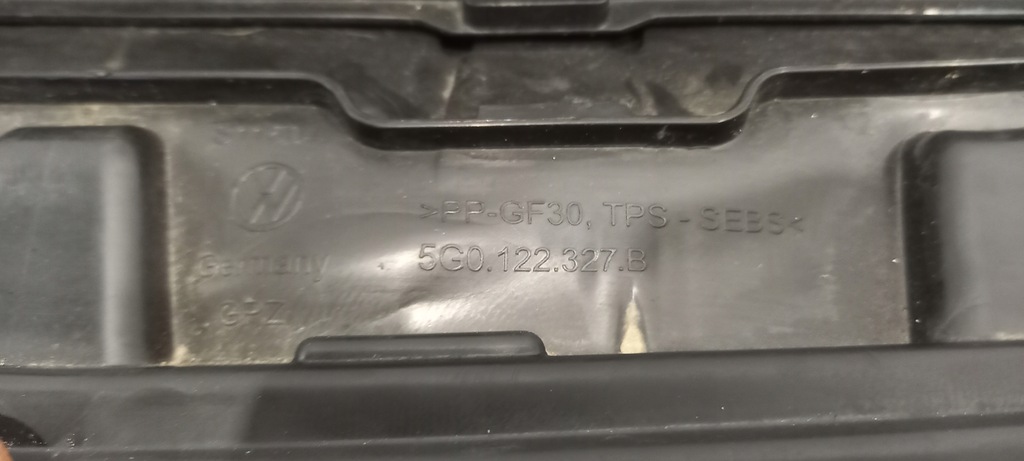 >PP-GF30, TPS - SEBS<
5G0.122.327.B
Germany
GPZ